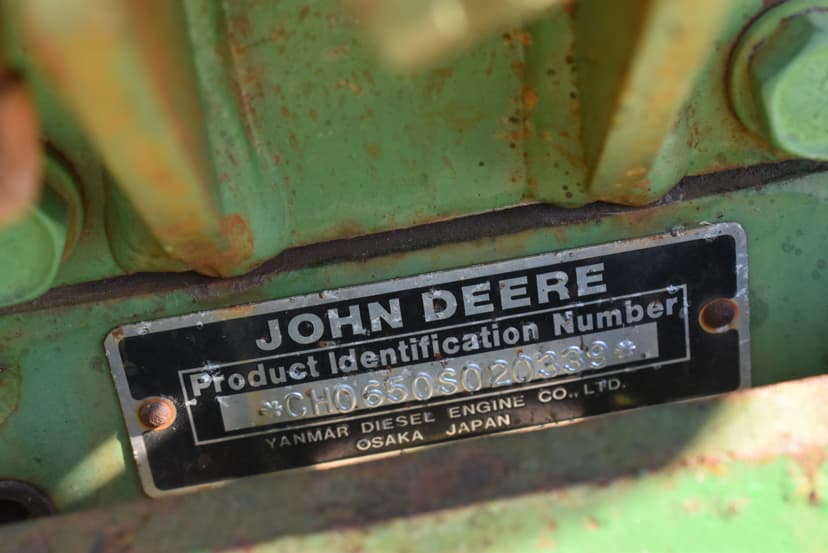 JOHN DEERE
Product Identification Number
*CH0650S020339*
YANMAR DIESEL ENGINE CO., LTD.
OSAKA JAPAN